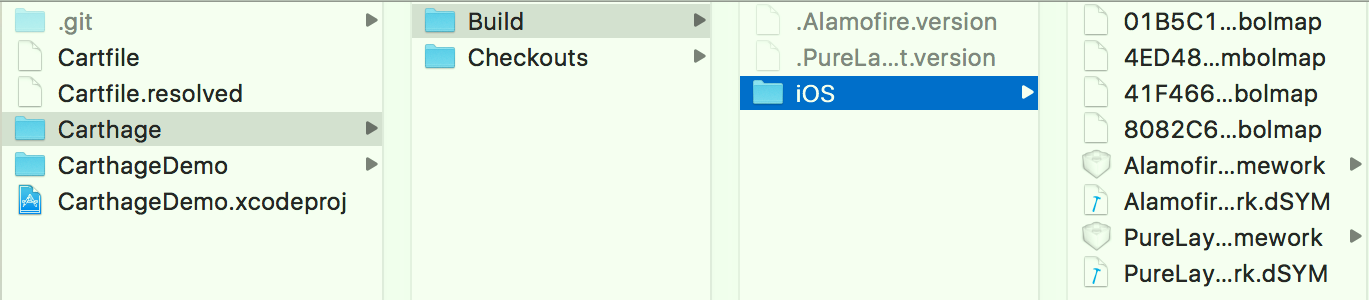 .git
Cartfile
Cartfile.resolved
Carthage
CarthageDemo
CarthageDemo.xcodeproj
Build
Checkouts
.Alamofire.version
.PureLa...t.version
iOS
01B5C1...bolmap
4ED48...mbolmap
41F466...bolmap
8082C6...bolmap
Alamofir...mework
Alamofir...rk.dSYM
PureLay...mework
PureLay...rk.dSYM